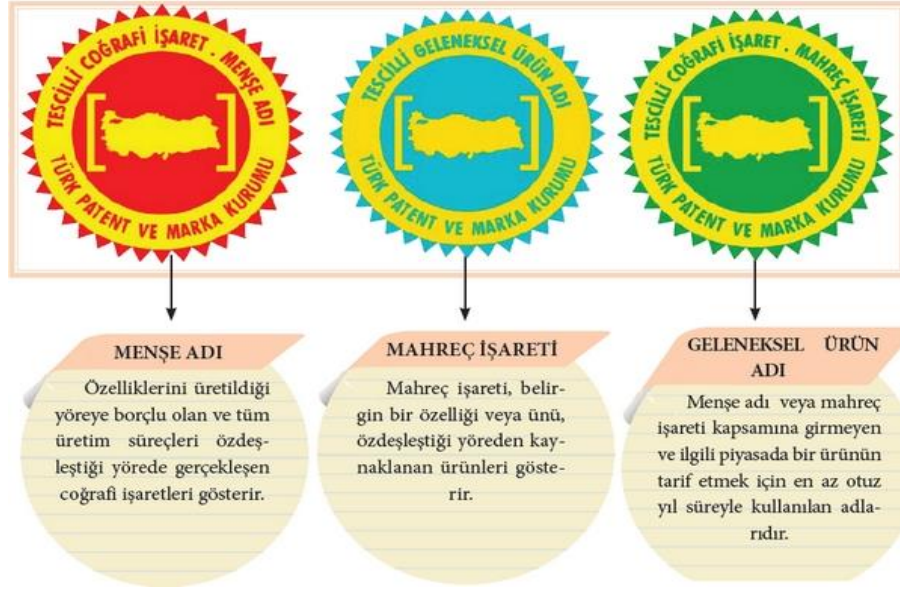 TESCİLLİ COĞRAFİ İŞARET . MENŞE ADI
TÜRK PATENT VE MARKA KURUMU
TESCİLLİ GELENEKSEL ÜRÜN ADI
TÜRK PATENT VE MARKA KURUMU
TESCİLLİ COĞRAFİ İŞARET . MAHREÇ İŞARETİ
TÜRK PATENT VE MARKA KURUMU
MENŞE ADI
Özelliklerini üretildiği
yöreye borçlu olan ve tüm
üretim süreçleri özdeş-
leştiği yörede gerçekleşen
coğrafi işaretleri gösterir.
MAHREÇ İŞARETİ
Mahreç işareti, belir-
gin bir özelliği veya ünü,
özdeşleştiği yöreden kay-
naklanan ürünleri göste-
rir.
GELENEKSEL ÜRÜN
ADI
Menşe adı veya mahreç
işareti kapsamına girmeyen
ve ilgili piyasada bir ürünün
tarif etmek için en az otuz
yıl süreyle kullanılan adla-
rıdır.